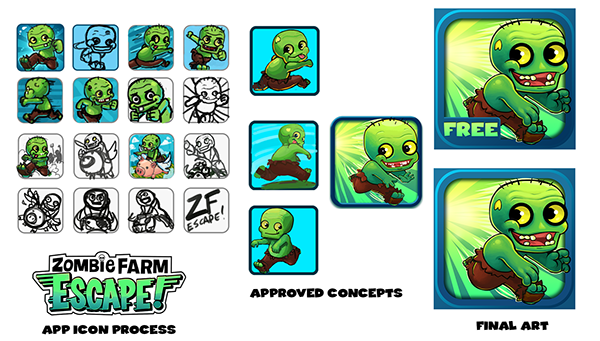 ZF
ESCAPE!
ZOMBIE FARM
ESCAPE!
APP ICON PROCESS
APPROVED CONCEPTS
FREE
FINAL ART